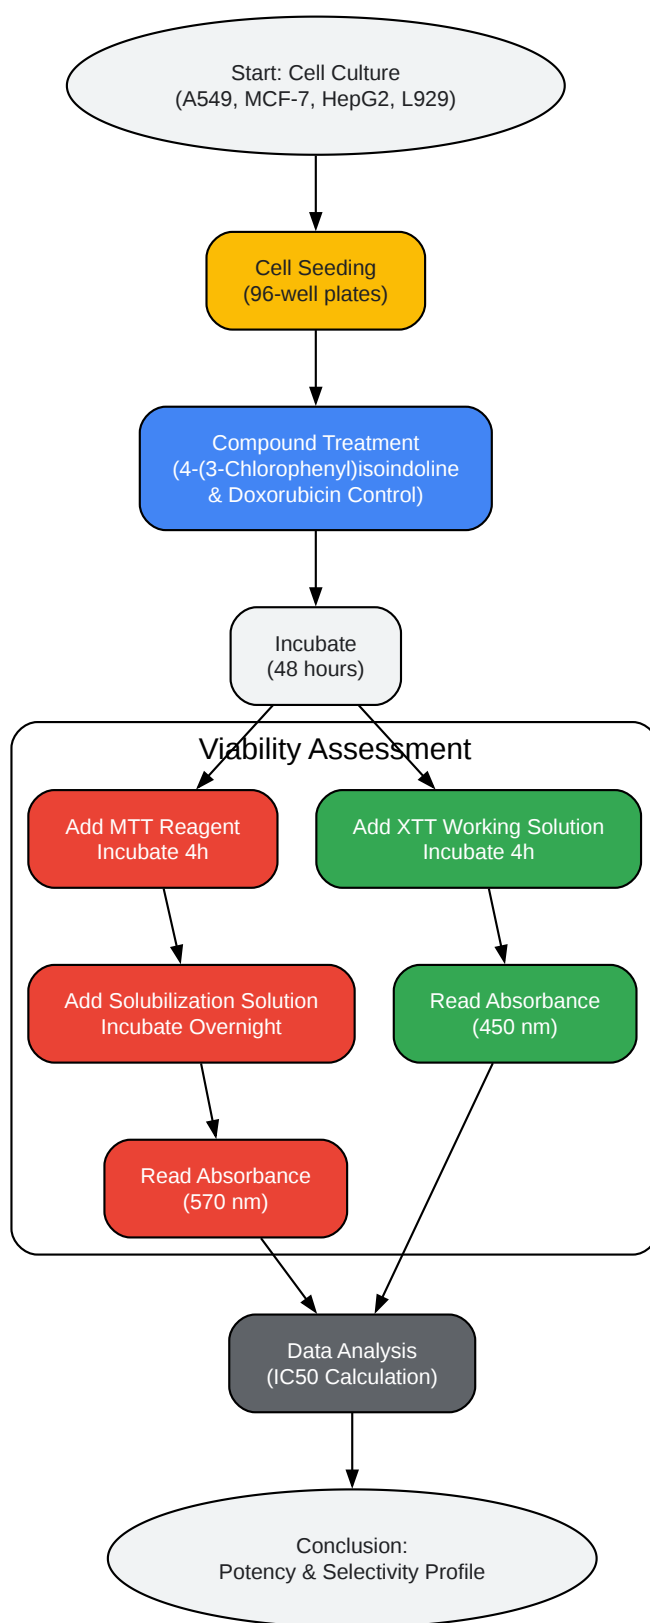 Start: Cell Culture
(A549, MCF-7, HepG2, L929)
Cell Seeding
(96-well plates)
Compound Treatment
(4-(3-Chlorophenyl)isoindoline
& Doxorubicin Control)
Incubate
(48 hours)
Viability Assessment
Add MTT Reagent
Incubate 4h
Add XTT Working Solution
Incubate 4h
Add Solubilization Solution
Incubate Overnight
Read Absorbance
(450 nm)
Read Absorbance
(570 nm)
Data Analysis
(IC50 Calculation)
Conclusion:
Potency & Selectivity Profile